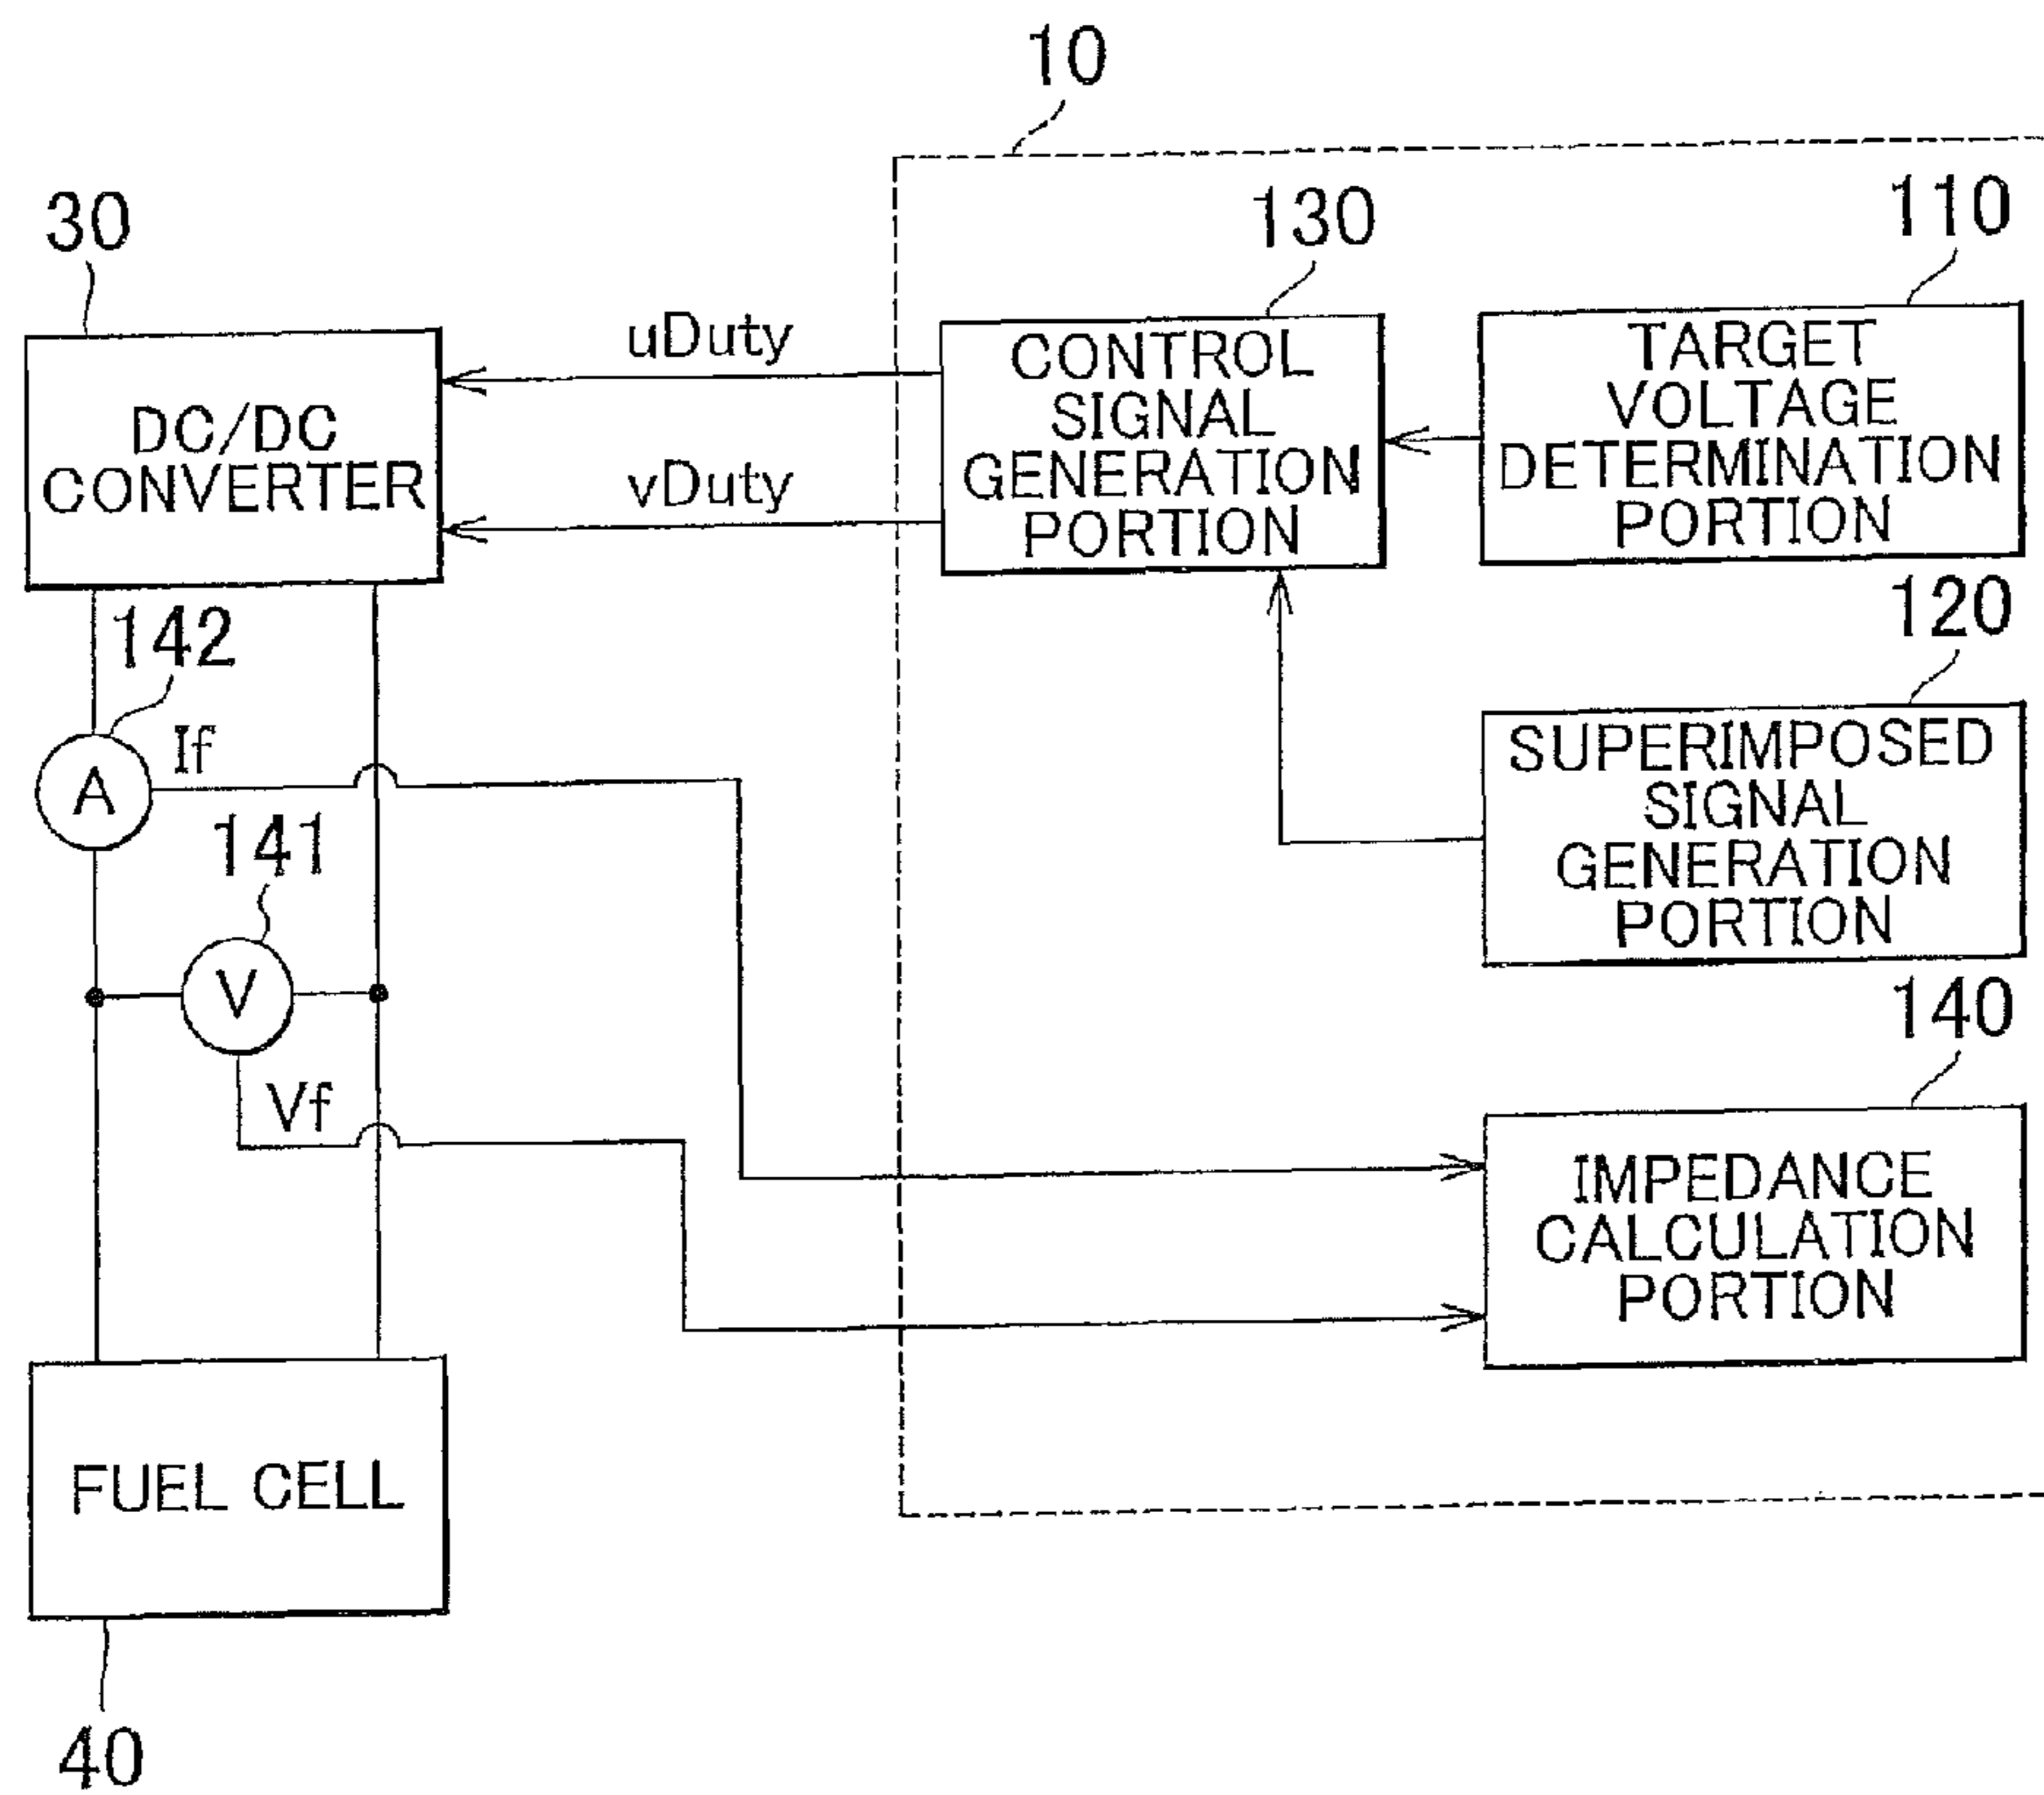 10
30
130
110
uDuty
vDuty
DC/DC
CONVERTER
CONTROL
SIGNAL
GENERATION
PORTION
TARGET
VOLTAGE
DETERMINATION
PORTION
142
If
A
120
SUPERIMPOSED
SIGNAL
GENERATION
PORTION
141
V
Vf
140
IMPEDANCE
CALCULATION
PORTION
FUEL CELL
40